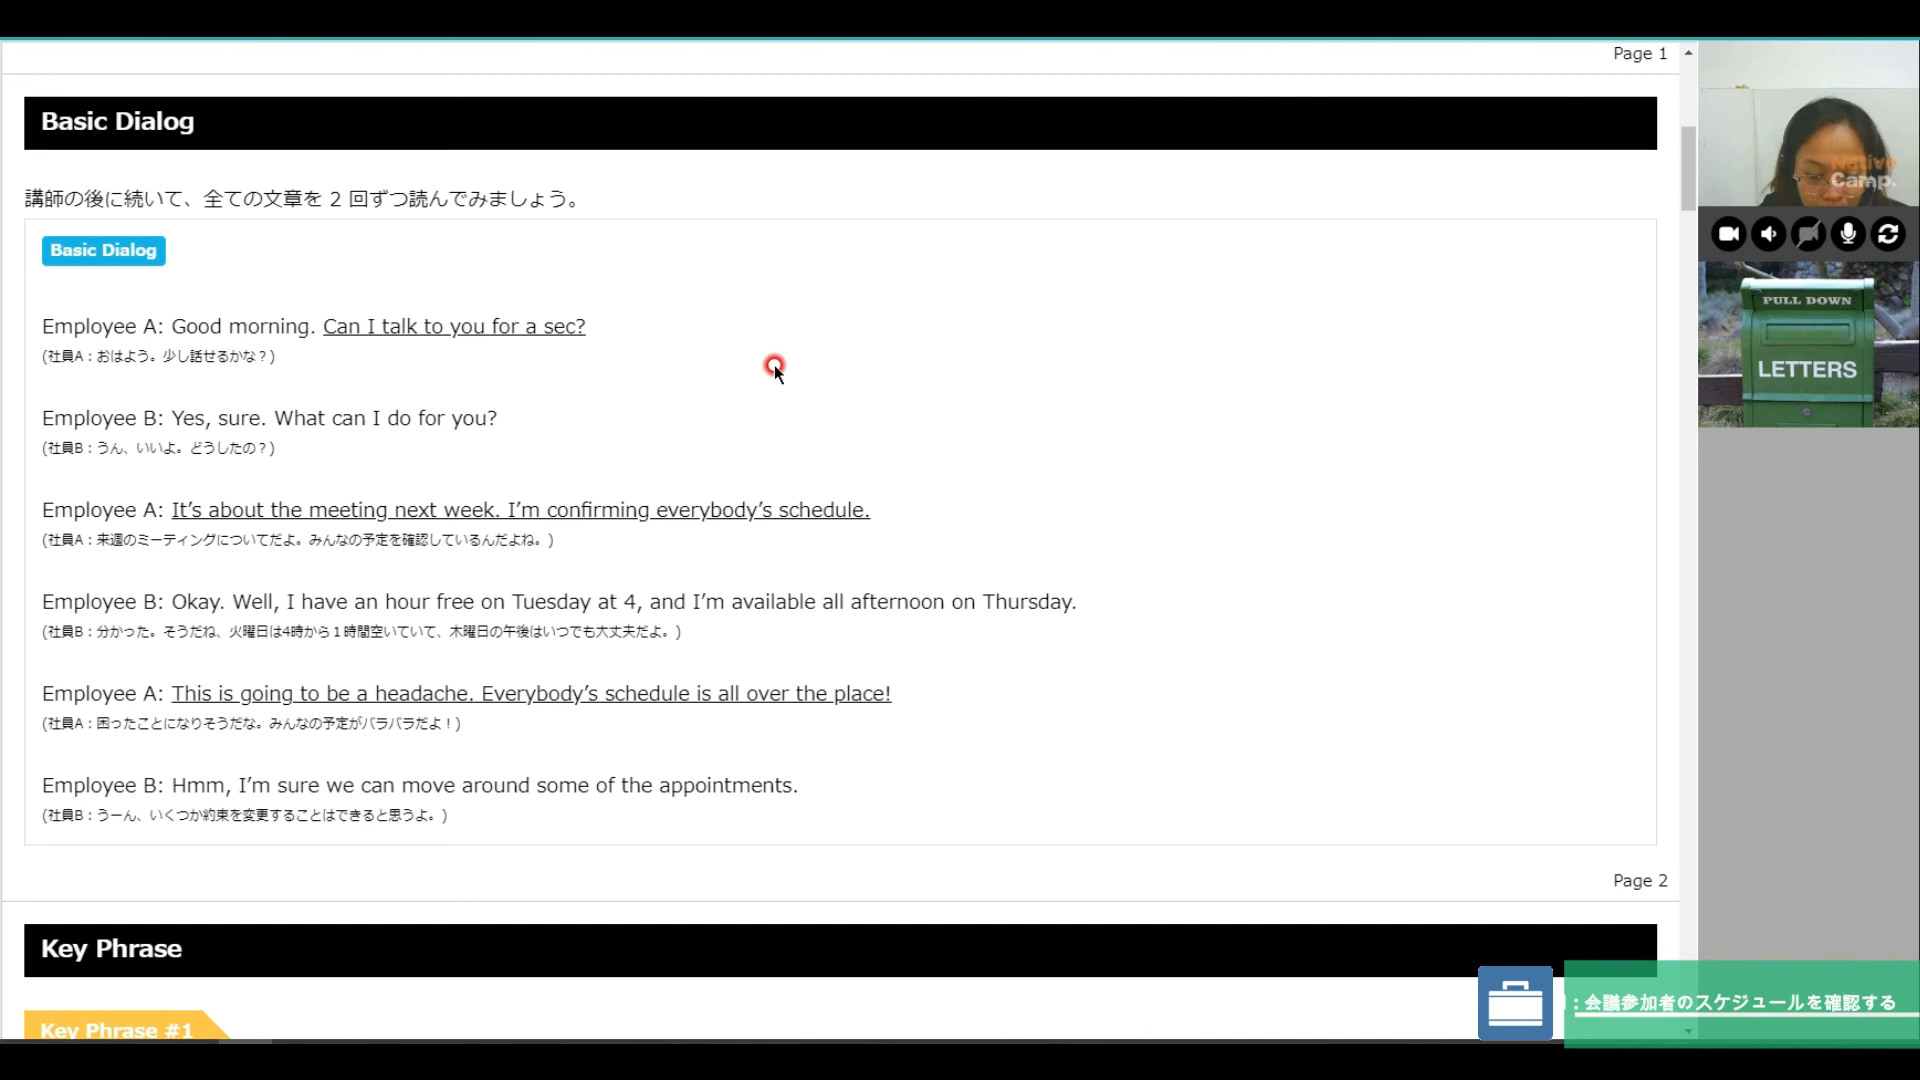 Page 1
Basic Dialog
講師の後に続いて、全ての文章を 2 回ずつ読んでみましょう。
Basic Dialog
Employee A: Good morning. Can I talk to you for a sec?
(社員A：おはよう。少し話せるかな？)
Employee B: Yes, sure. What can I do for you?
(社員B：うん、いいよ。どうしたの？)
Employee A: It’s about the meeting next week. I’m confirming everybody’s schedule.
(社員A：来週のミーティングについてだよ。みんなの予定を確認しているんだよね。)
Employee B: Okay. Well, I have an hour free on Tuesday at 4, and I’m available all afternoon on Thursday.
(社員B：分かった。そうだね、火曜日は4時から１時間空いていて、木曜日の午後はいつでも大丈夫だよ。)
Employee A: This is going to be a headache. Everybody’s schedule is all over the place!
(社員A：困ったことになりそうだな。みんなの予定がバラバラだよ！)
Employee B: Hmm, I’m sure we can move around some of the appointments.
(社員B：うーん、いくつか約束を変更することはできると思うよ。)
Page 2
Key Phrase
Key Phrase #1
Native
Camp.
PULL DOWN
LETTERS
：会議参加者のスケジュールを確認する